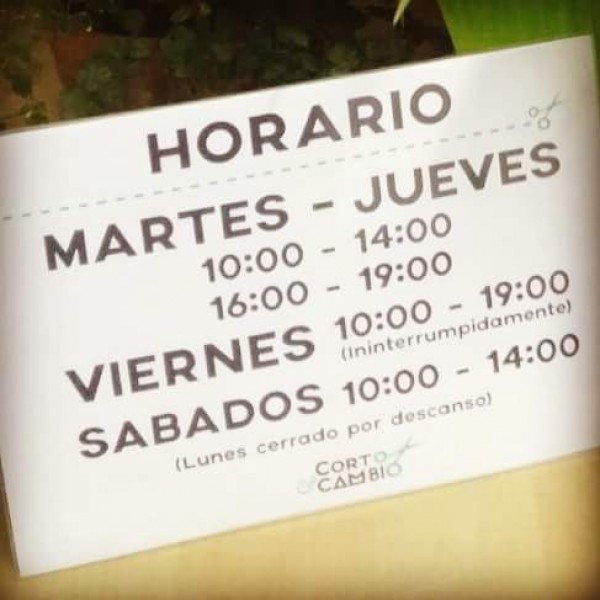 HORARIO
MARTES - JUEVES
10:00 - 14:00
16:00 - 19:00
VIERNES 10:00 - 19:00
(Ininterrumpidamente)
SABADOS 10:00 - 14:00
(Lunes cerrado por descanso)
CORTO
CAMBIO